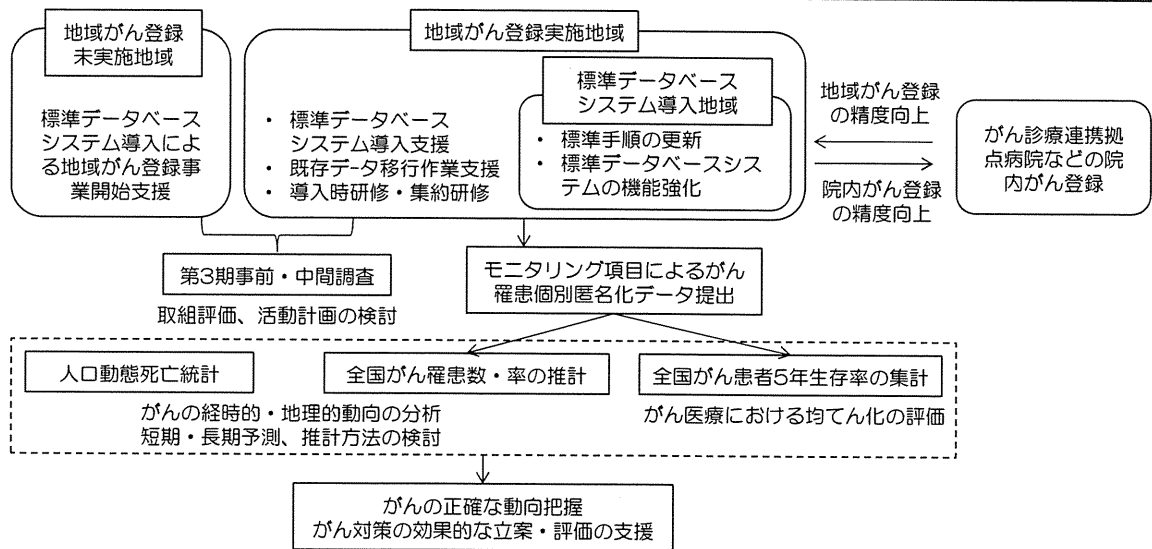 地域がん登録
未実施地域
標準データベース
システム導入によ
る地域がん登録事
業開始支援
地域がん登録実施地域
・ 標準データベース
システム導入支援
・ 既存データ移行作業支援
・ 導入時研修・集約研修
標準データベース
システム導入地域
・ 標準手順の更新
・ 標準データベースシス
テムの機能強化
地域がん登録
の精度向上
院内がん登録
の精度向上
がん診療連携拠
点病院などの院
内がん登録
第3期事前・中間調査
取組評価、活動計画の検討
モニタリング項目によるがん
罹患個別匿名化データ提出
人口動態死亡統計
全国がん罹患数・率の推計
全国がん患者5年生存率の集計
がんの経時的・地理的動向の分析
短期・長期予測、推計方法の検討
がん医療における均てん化の評価
がんの正確な動向把握
がん対策の効果的な立案・評価の支援